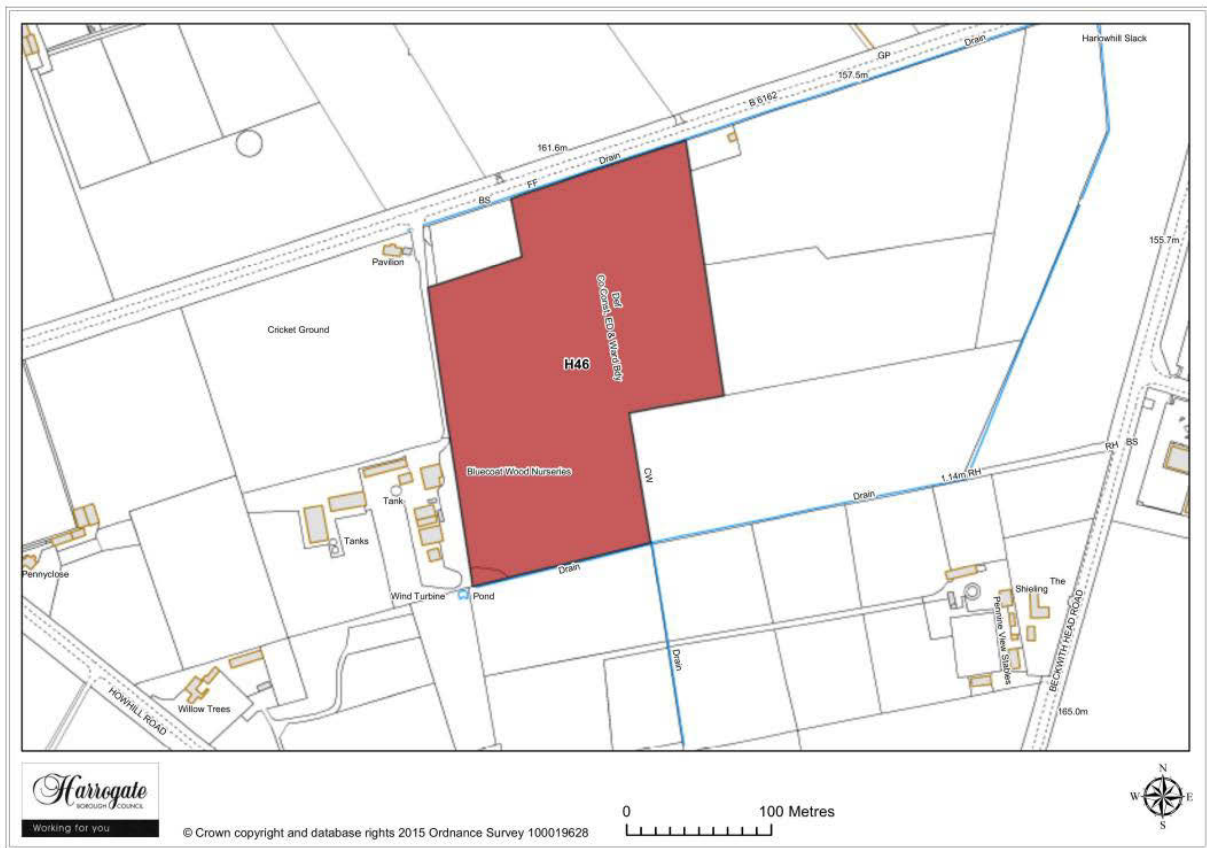 Harrowhill Slack
Drain
GP
157.5m
B 6162
161.6m
Drain
FF
BS
155.7m
Pavilion
Def
Co Const, ED & Ward Bdy
Cricket Ground
H46
Bluecoat Wood Nurseries
CW
RH
BS
1.14m RH
Tank
Drain
Tanks
Drain
Pennyclose
Wind Turbine
Pond
The
Shieling
Pennine View Stables
BECKWITH HEAD ROAD
Drain
Willow Trees
HOWHILL ROAD
165.0m
Harrogate
BOROUGH COUNCIL
Working for you
© Crown copyright and database rights 2015 Ordnance Survey 100019628
0 100 Metres
N
W E
S